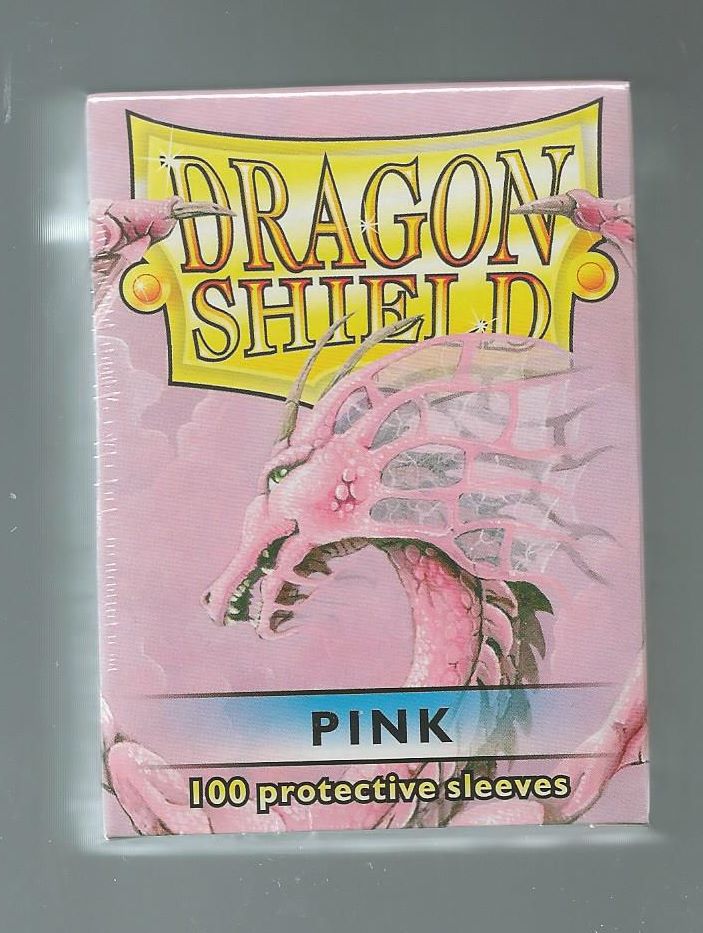 DRAGON
SHIELD
PINK
100 protective sleeves